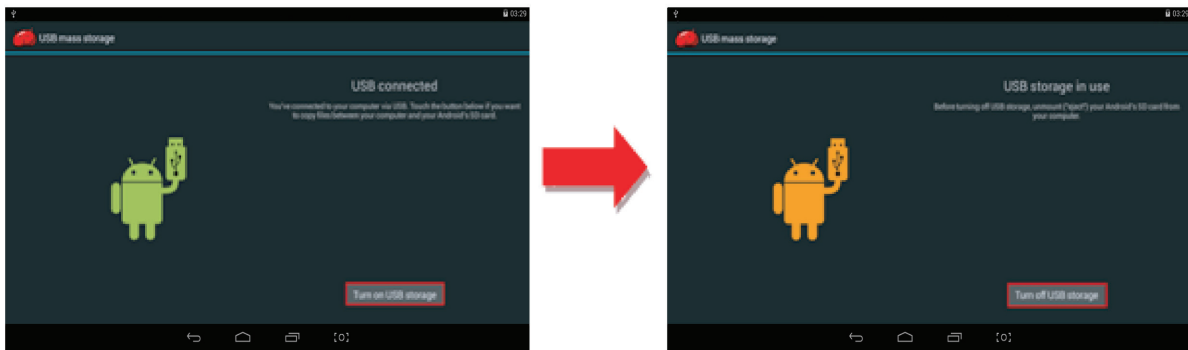 03:29
USB mass storage
USB connected
You've connected to your computer via USB. Touch the button below if you want
to copy files between your computer and your Android's SD card.
Turn on USB storage
03:29
USB mass storage
USB storage in use
Before turning off USB storage, unmount ("eject") your Android's SD card from
your computer.
Turn off USB storage